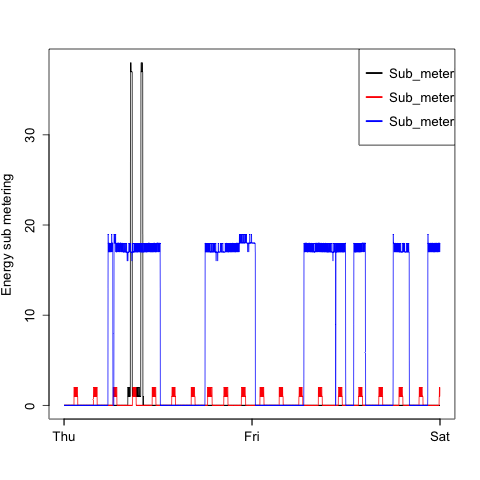 Sub_meter
Sub_meter
Sub_meter
Energy sub metering
30
20
10
0
Thu Fri Sat